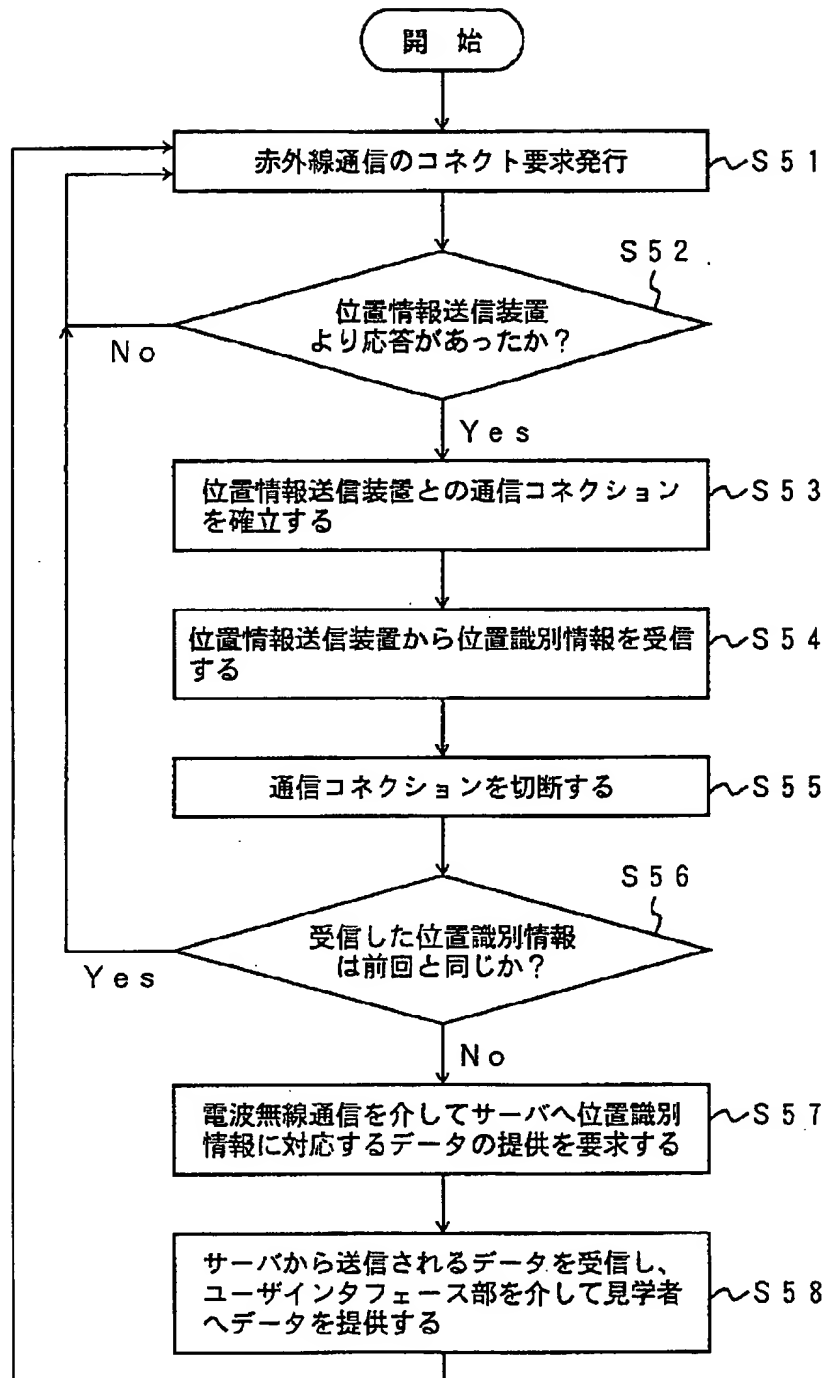 開 始
赤外線通信のコネクト要求発行
S51
S52
位置情報送信装置
より応答があったか？
No
Yes
位置情報送信装置との通信コネクション
を確立する
S53
位置情報送信装置から位置識別情報を受信
する
S54
通信コネクションを切断する
S55
S56
受信した位置識別情報
は前回と同じか？
Yes
No
電波無線通信を介してサーバへ位置識別
情報に対応するデータの提供を要求する
S57
サーバから送信されるデータを受信し、
ユーザインタフェース部を介して見学者
へデータを提供する
S58